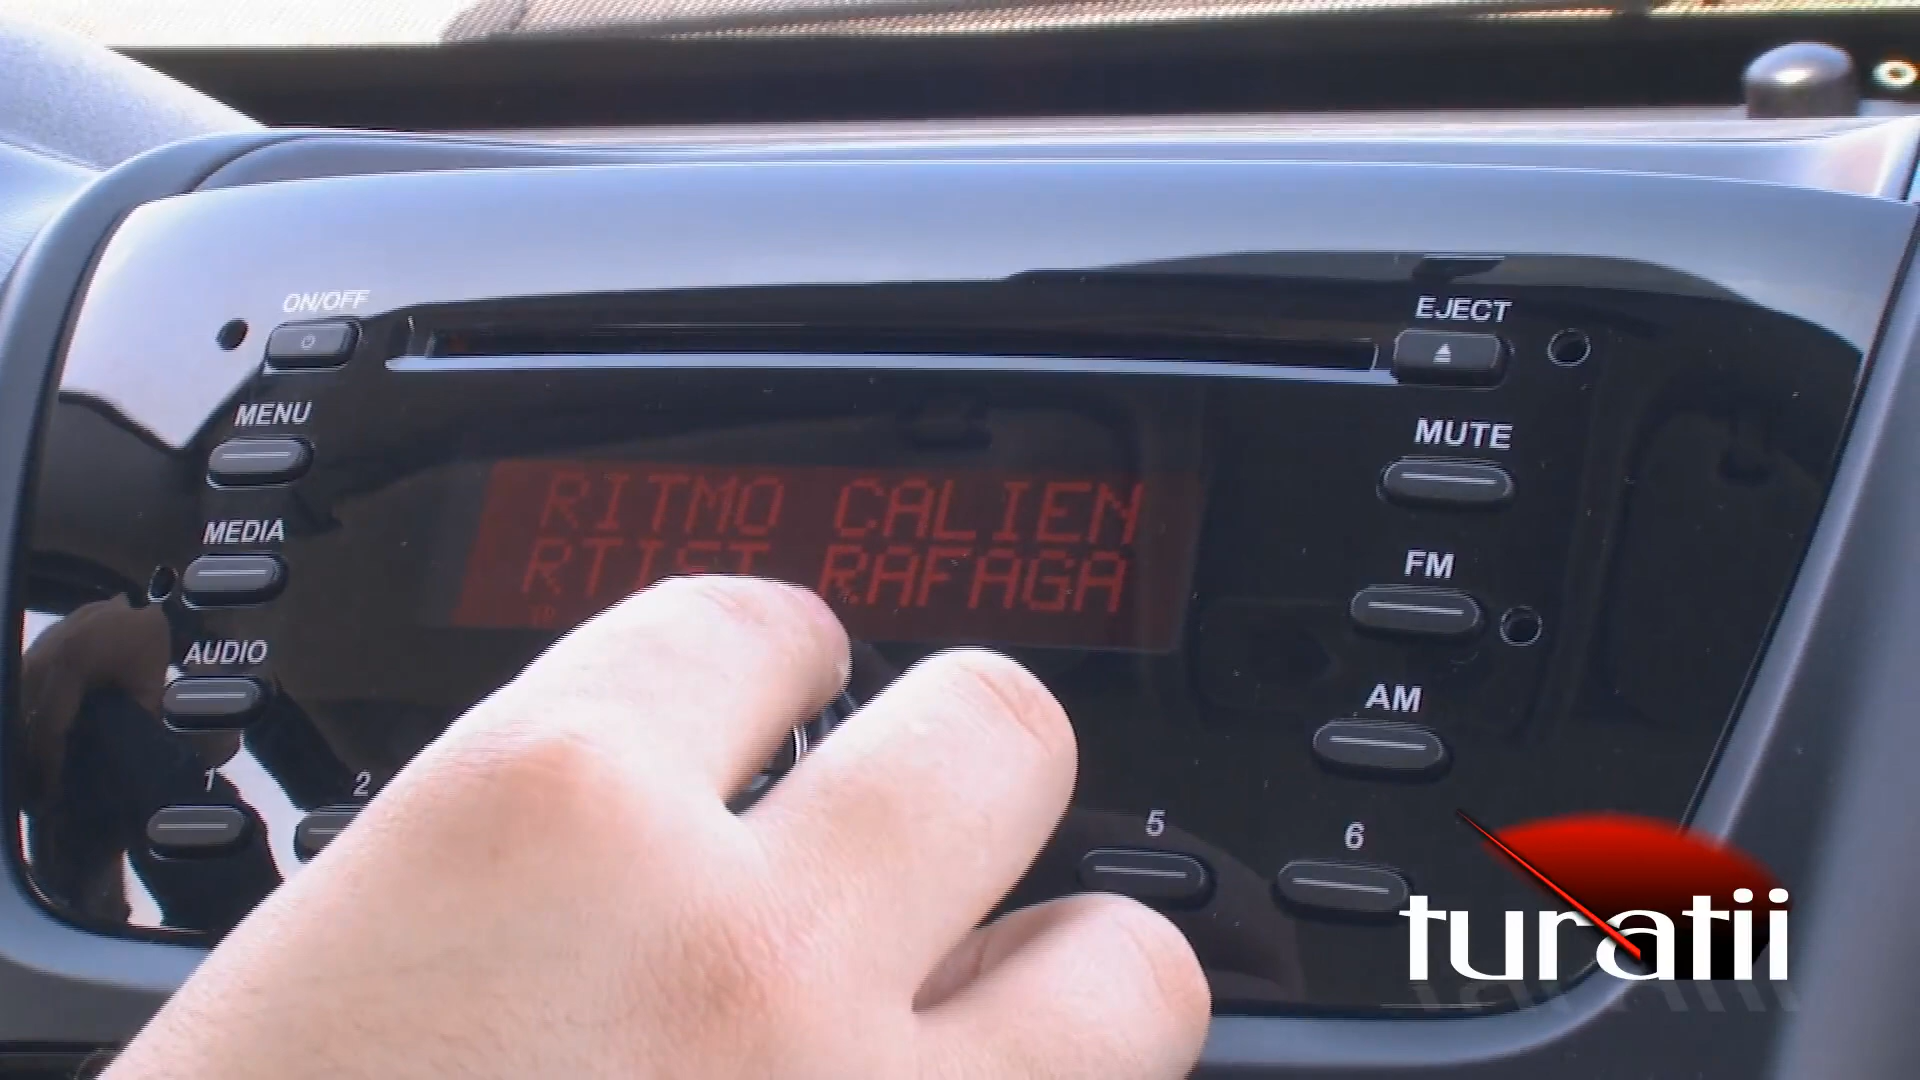 ON/OFF
EJECT
MENU
MUTE
RITMO CALIEN
MEDIA
RTIST RAFAGA
FM
AUDIO
AM
1
2
5
6
turatii